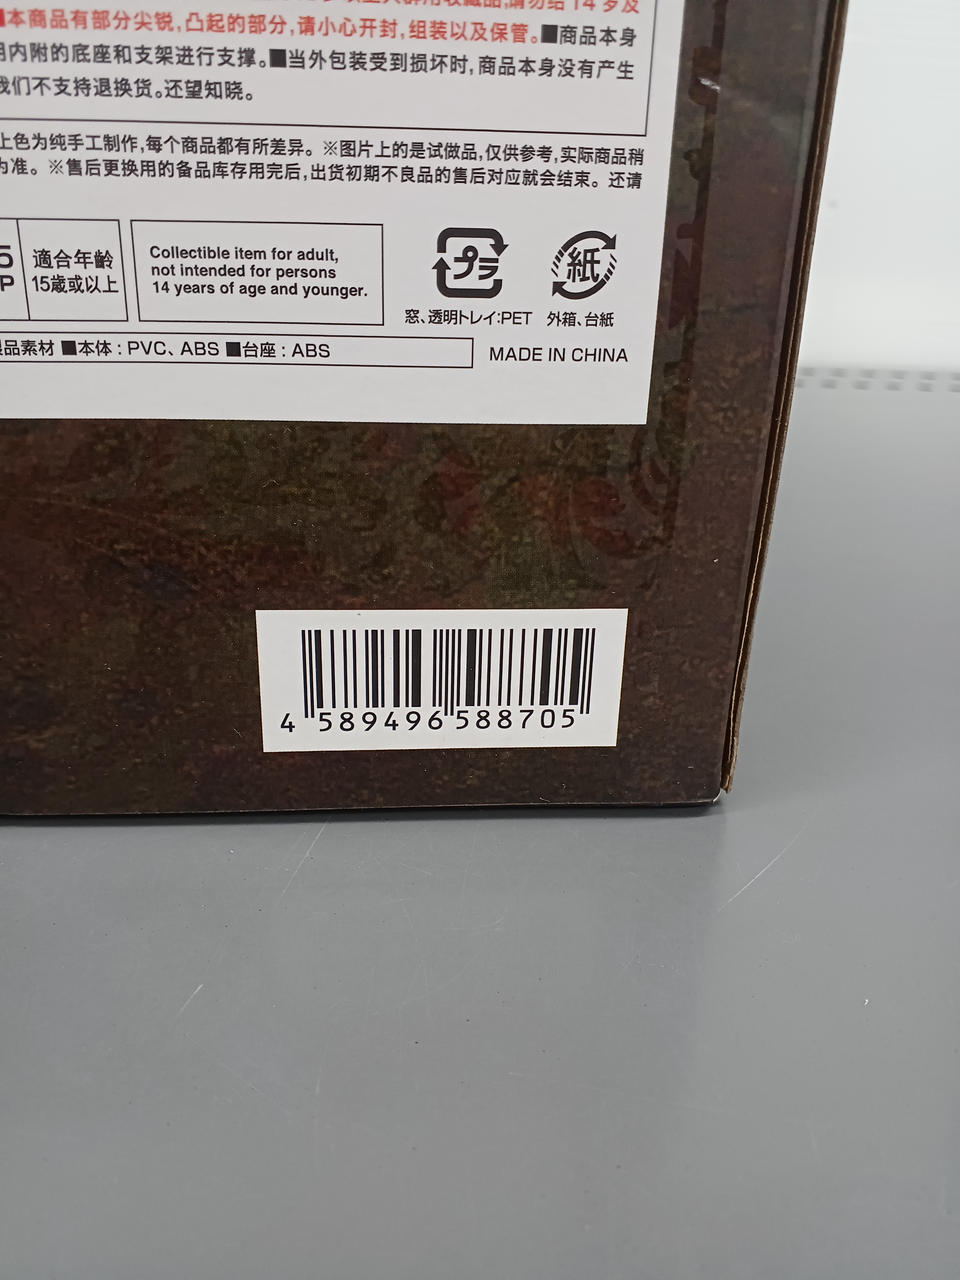 请勿给 14 岁及
■本商品有部分尖锐,凸起的部分,请小心开封,组装以及保管。■商品本身
用内附的底座和支架进行支撑。■当外包装受到损坏时,商品本身没有产生
我们不支持退换货。还望知晓。
上色为纯手工制作,每个商品都有所差异。※图片上的是试做品,仅供参考,实际商品稍
为准。※售后更换用的备品库存用完后,出货初期不良品的售后对应就会结束。还请
適合年齢
15歳或以上
Collectible item for adult,
not intended for persons
14 years of age and younger.
プラ
紙
窓、透明トレイ:PET
外箱、台紙
品素材 ■本体 : PVC、ABS ■台座 : ABS
MADE IN CHINA
4 589496 588705